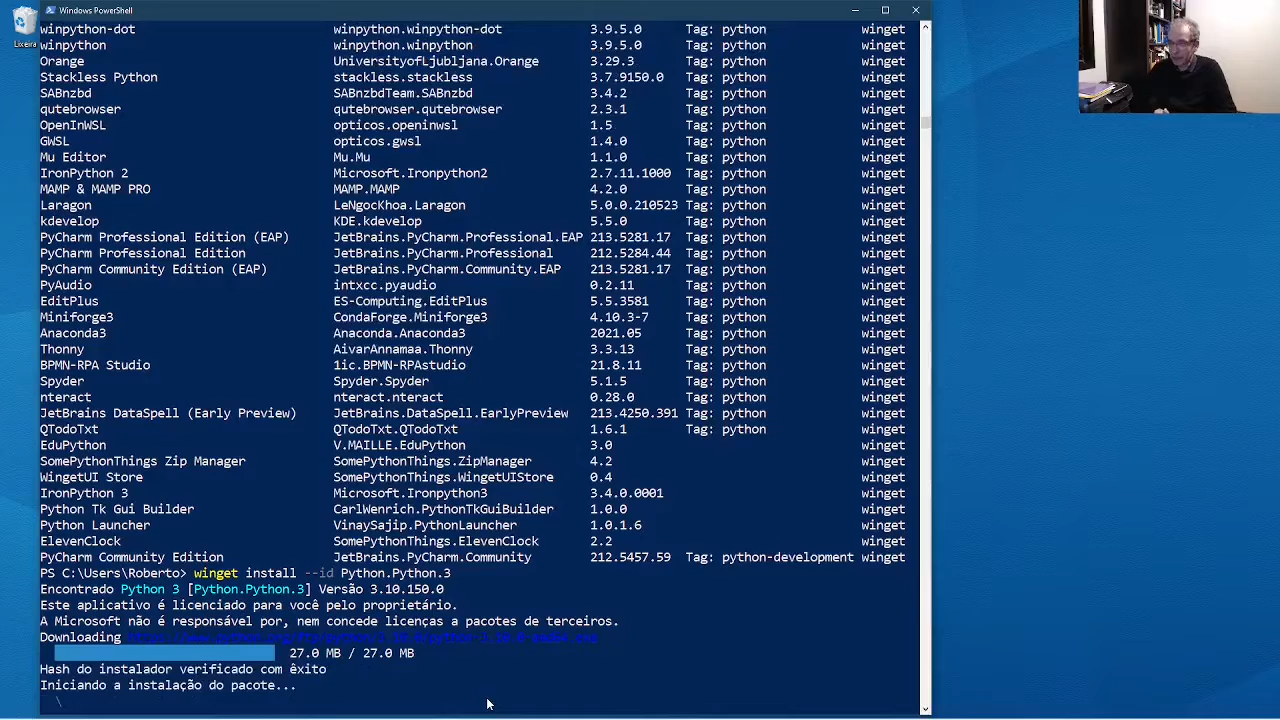 Windows PowerShell
Lixeira
winpython-dot winpython.winpython-dot 3.9.5.0 Tag: python winget
winpython winpython.winpython 3.9.5.0 Tag: python winget
Orange UniversityofLjubljana.Orange 3.29.3 Tag: python winget
Stackless Python stackless.stackless 3.7.9150.0 Tag: python winget
SABnzbd SABnzbdTeam.SABnzbd 3.4.2 Tag: python winget
qutebrowser qutebrowser.qutebrowser 2.3.1 Tag: python winget
OpenInWSL opticos.openinwsl 1.5 Tag: python winget
GWSL opticos.gwsl 1.4.0 Tag: python winget
Mu Editor Mu.Mu 1.1.0 Tag: python winget
IronPython 2 Microsoft.Ironpython2 2.7.11.1000 Tag: python winget
MAMP & MAMP PRO MAMP.MAMP 4.2.0 Tag: python winget
Laragon LeNgocKhoa.Laragon 5.0.0.210523 Tag: python winget
kdevelop KDE.kdevelop 5.5.0 Tag: python winget
PyCharm Professional Edition (EAP) JetBrains.PyCharm.Professional.EAP 213.5281.17 Tag: python winget
PyCharm Professional Edition JetBrains.PyCharm.Professional 212.5284.44 Tag: python winget
PyCharm Community Edition (EAP) JetBrains.PyCharm.Community.EAP 213.5281.17 Tag: python winget
PyAudio intxcc.pyaudio 0.2.11 Tag: python winget
EditPlus ES-Computing.EditPlus 5.5.3581 Tag: python winget
Miniforge3 CondaForge.Miniforge3 4.10.3-7 Tag: python winget
Anaconda3 Anaconda.Anaconda3 2021.05 Tag: python winget
Thonny AivarAnnamaa.Thonny 3.3.13 Tag: python winget
BPMN-RPA Studio 1ic.BPMN-RPAstudio 21.8.11 Tag: python winget
Spyder Spyder.Spyder 5.1.5 Tag: python winget
nteract nteract.nteract 0.28.0 Tag: python winget
JetBrains DataSpell (Early Preview) JetBrains.DataSpell.EarlyPreview 213.4250.391 Tag: python winget
QTodoTxt QTodoTxt.QTodoTxt 1.6.1 Tag: python winget
EduPython V.MAILLE.EduPython 3.0 winget
SomePythonThings Zip Manager SomePythonThings.ZipManager 4.2 winget
WingetUI Store SomePythonThings.WingetUIStore 0.4 winget
IronPython 3 Microsoft.Ironpython3 3.4.0.0001 winget
Python Tk Gui Builder CarlWenrich.PythonTkGuiBuilder 1.0.0 winget
Python Launcher VinaySajip.PythonLauncher 1.0.1.6 winget
ElevenClock SomePythonThings.ElevenClock 2.2 winget
PyCharm Community Edition JetBrains.PyCharm.Community 212.5457.59 Tag: python-development winget
PS C:\Users\Roberto> winget install --id Python.Python.3
Encontrado Python 3 [Python.Python.3] Versão 3.10.150.0
Este aplicativo é licenciado para você pelo proprietário.
A Microsoft não é responsável por, nem concede licenças a pacotes de terceiros.
Downloading
27.0 MB / 27.0 MB
Hash do instalador verificado com êxito
Iniciando a instalação do pacote...
\